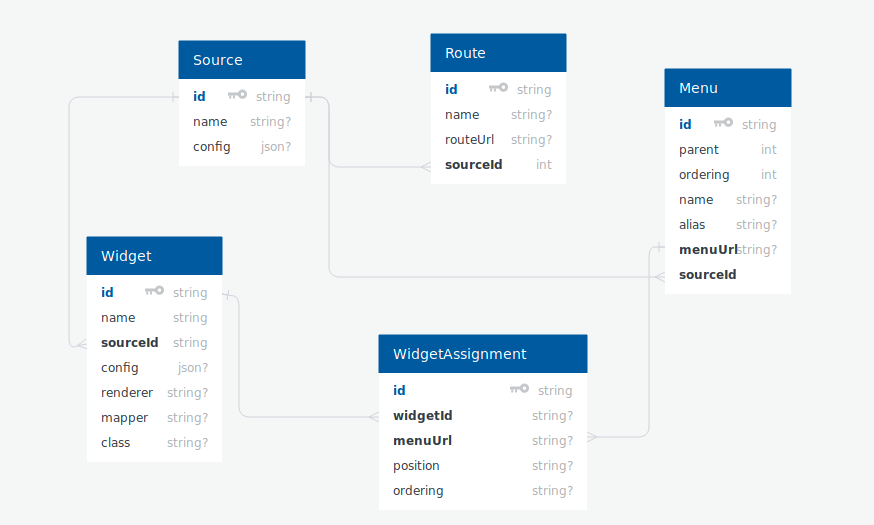 Source
id string
name string?
config json?
Route
id string
name string?
routeUrl string?
sourceId int
Menu
id string
parent int
ordering int
name string?
alias string?
menuUrl string?
sourceId
Widget
id string
name string
sourceId string
config json?
renderer string?
mapper string?
class string?
WidgetAssignment
id string
widgetId string?
menuUrl string?
position string?
ordering string?